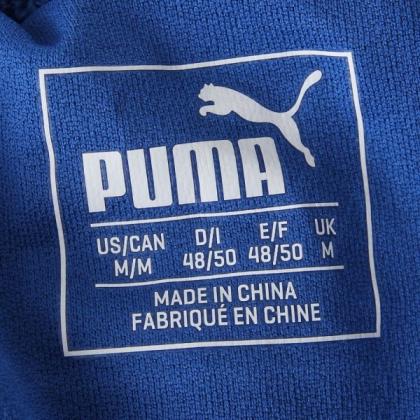 PUMA
US/CAN D/I E/F UK
M/M 48/50 48/50 M
MADE IN CHINA
FABRIQUÉ EN CHINE